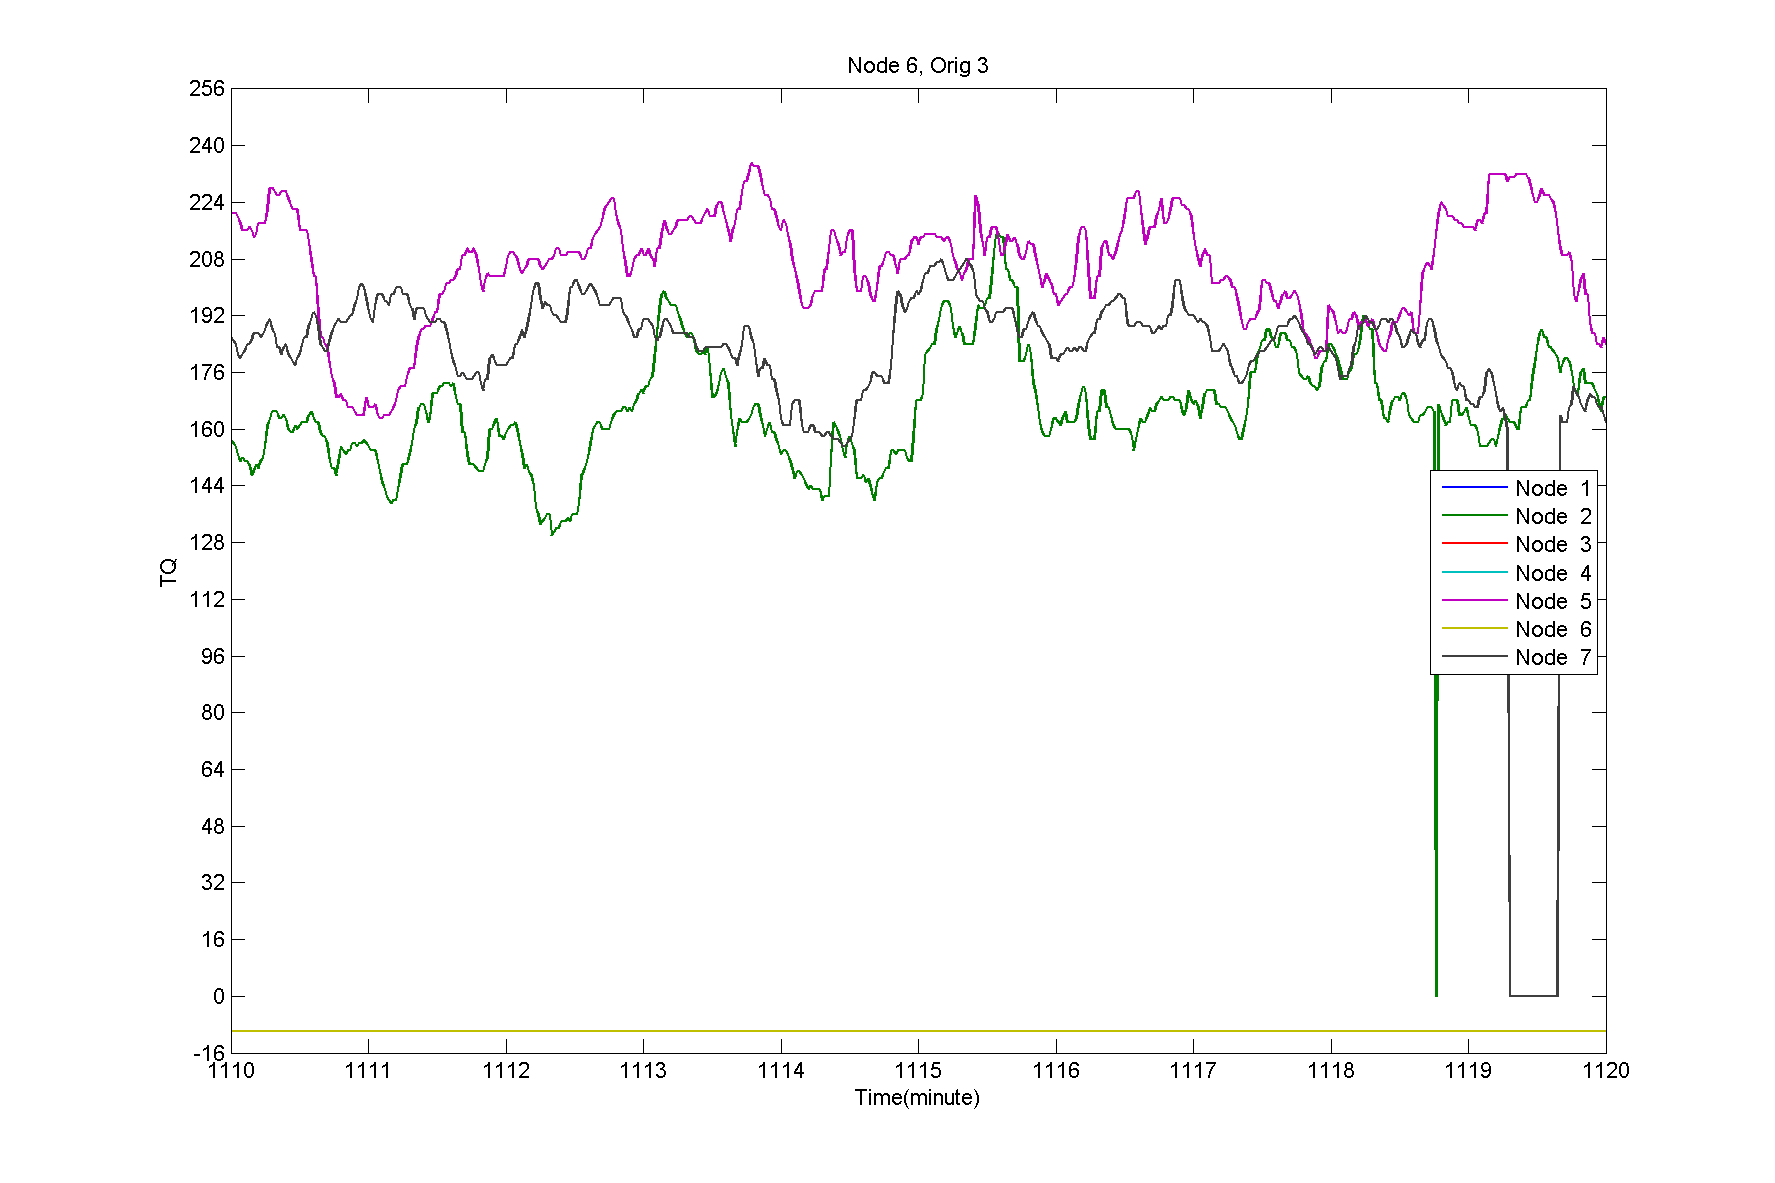 Node 6, Orig 3
256
240
224
208
192
176
160
144
128
112
96
80
64
48
32
16
0
-16
TQ
Node 1
Node 2
Node 3
Node 4
Node 5
Node 6
Node 7
1110 1111 1112 1113 1114 1115 1116 1117 1118 1119 1120
Time(minute)